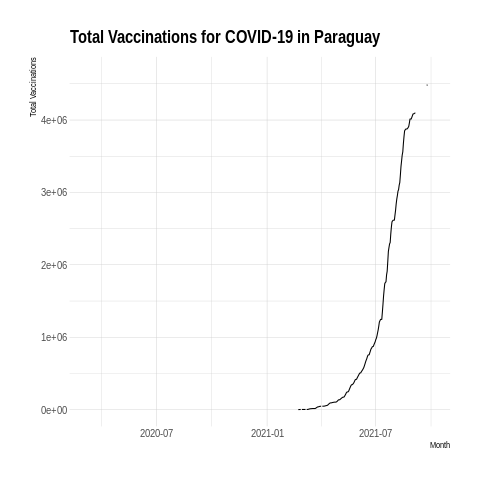 Total Vaccinations for COVID-19 in Paraguay
Total Vaccinations
4e+06
3e+06
2e+06
1e+06
0e+00
2020-07 2021-01 2021-07
Month